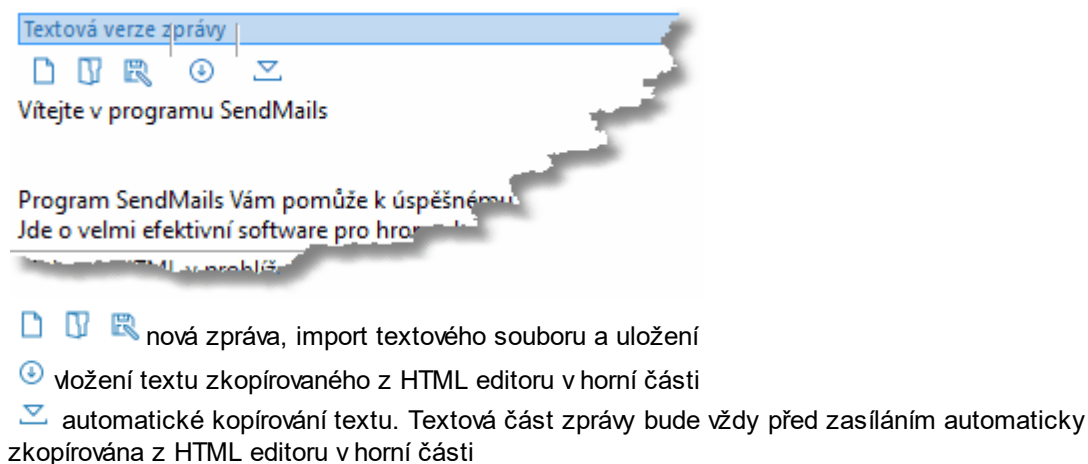 Textová verze zprávy
Vítejte v programu SendMails
Program SendMails Vám pomůže k úspěšnému
Jde o velmi efektivní software pro
v
nová zpráva, import textového souboru a uložení
vložení textu zkopírovaného z HTML editoru v horní části
automatické kopírování textu. Textová část zprávy bude vždy před zasíláním automaticky
zkopírována z HTML editoru v horní části